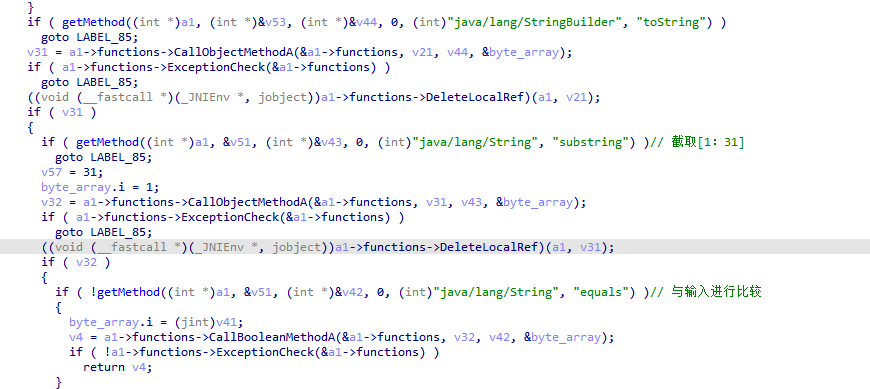 }
if ( getMethod((int *)a1, (int *)&v53, (int *)&v44, 0, (int)"java/lang/StringBuilder", "toString") )
goto LABEL_85;
v31 = a1->functions->CallObjectMethodA(&a1->functions, v21, v44, &byte_array);
if ( a1->functions->ExceptionCheck(&a1->functions) )
goto LABEL_85;
((void (__fastcall *)(_JNIEnv *, jobject))a1->functions->DeleteLocalRef)(a1, v21);
if ( v31 )
{
if ( getMethod((int *)a1, &v51, (int *)&v43, 0, (int)"java/lang/String", "substring") )// 截取[1：31]
goto LABEL_85;
v57 = 31;
byte_array.i = 1;
v32 = a1->functions->CallObjectMethodA(&a1->functions, v31, v43, &byte_array);
if ( a1->functions->ExceptionCheck(&a1->functions) )
goto LABEL_85;
((void (__fastcall *)(_JNIEnv *, jobject))a1->functions->DeleteLocalRef)(a1, v31);
if ( v32 )
{
if ( !getMethod((int *)a1, &v51, (int *)&v42, 0, (int)"java/lang/String", "equals") )// 与输入进行比较
{
byte_array.i = (jint)v41;
v4 = a1->functions->CallBooleanMethodA(&a1->functions, v32, v42, &byte_array);
if ( !a1->functions->ExceptionCheck(&a1->functions) )
return v4;
}